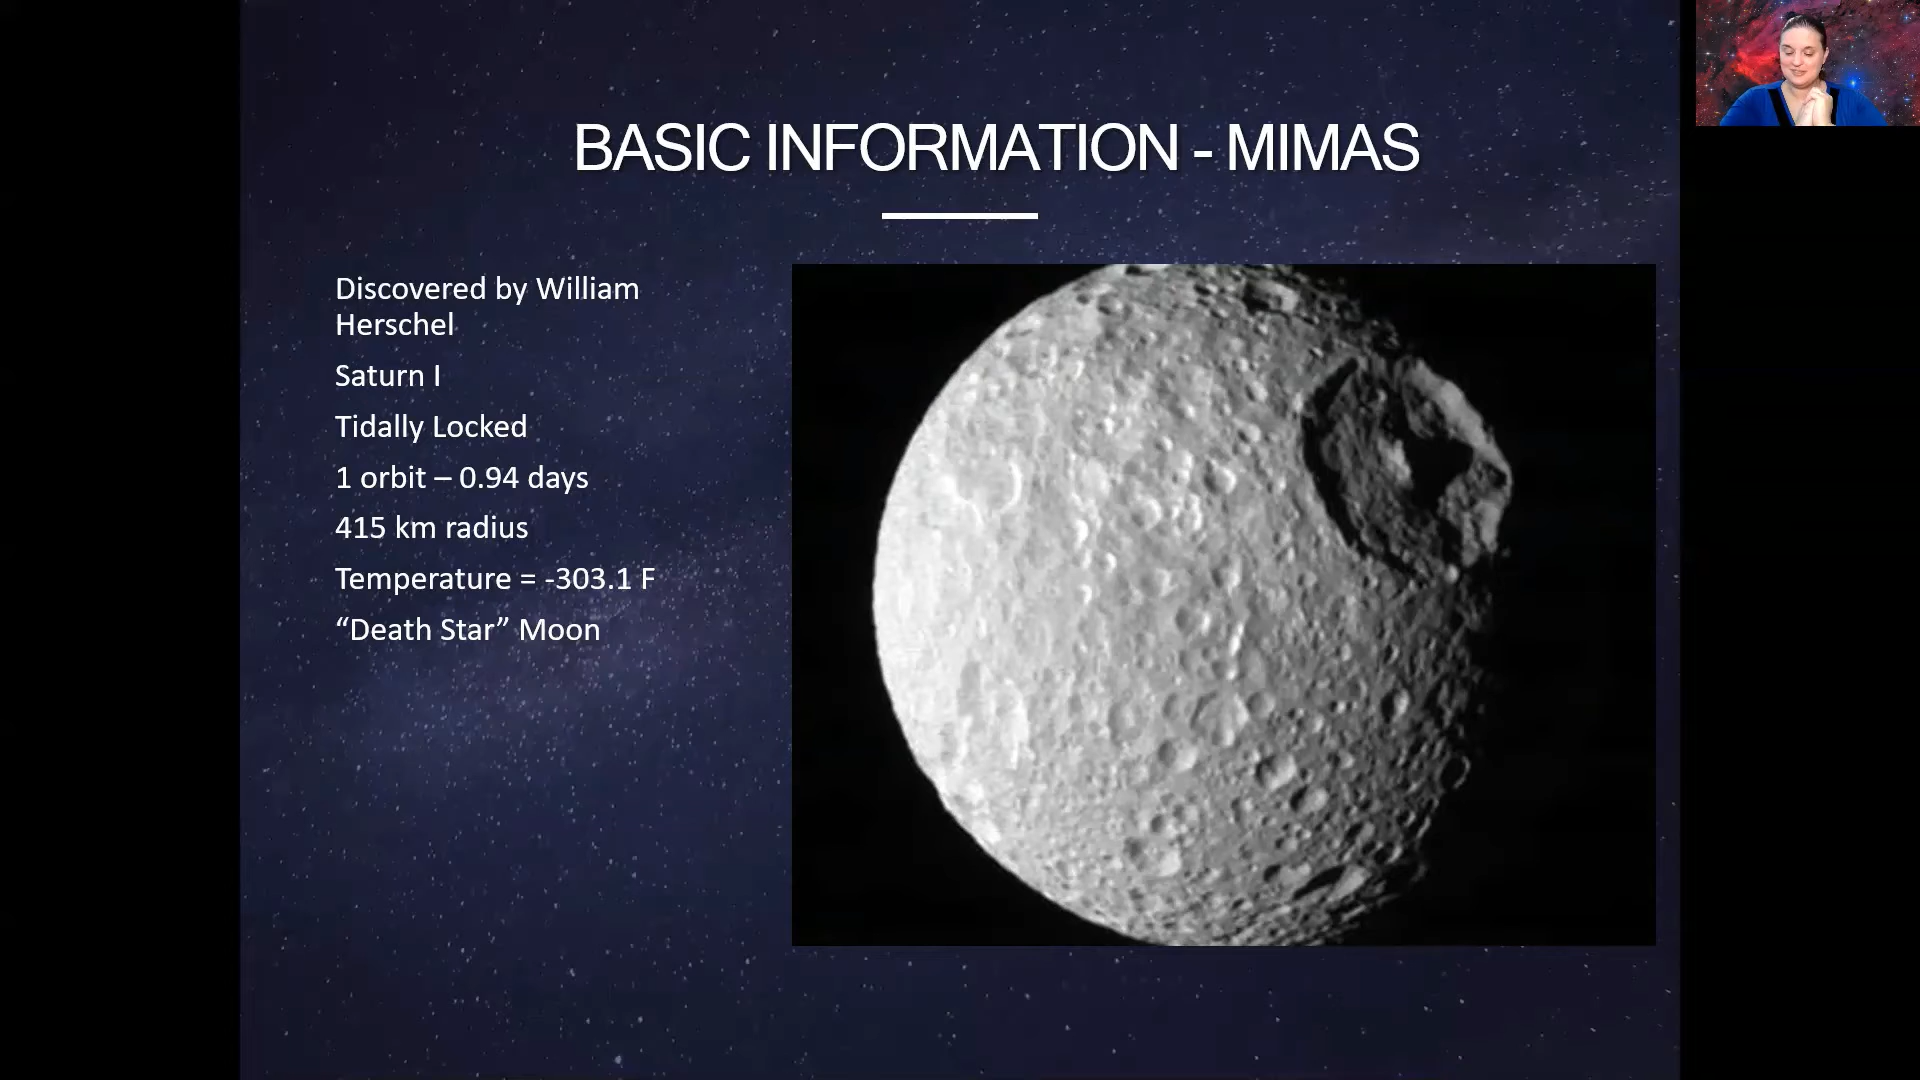 BASIC INFORMATION - MIMAS
Discovered by William
Herschel
Saturn I
Tidally Locked
1 orbit – 0.94 days
415 km radius
Temperature = -303.1 F
“Death Star” Moon